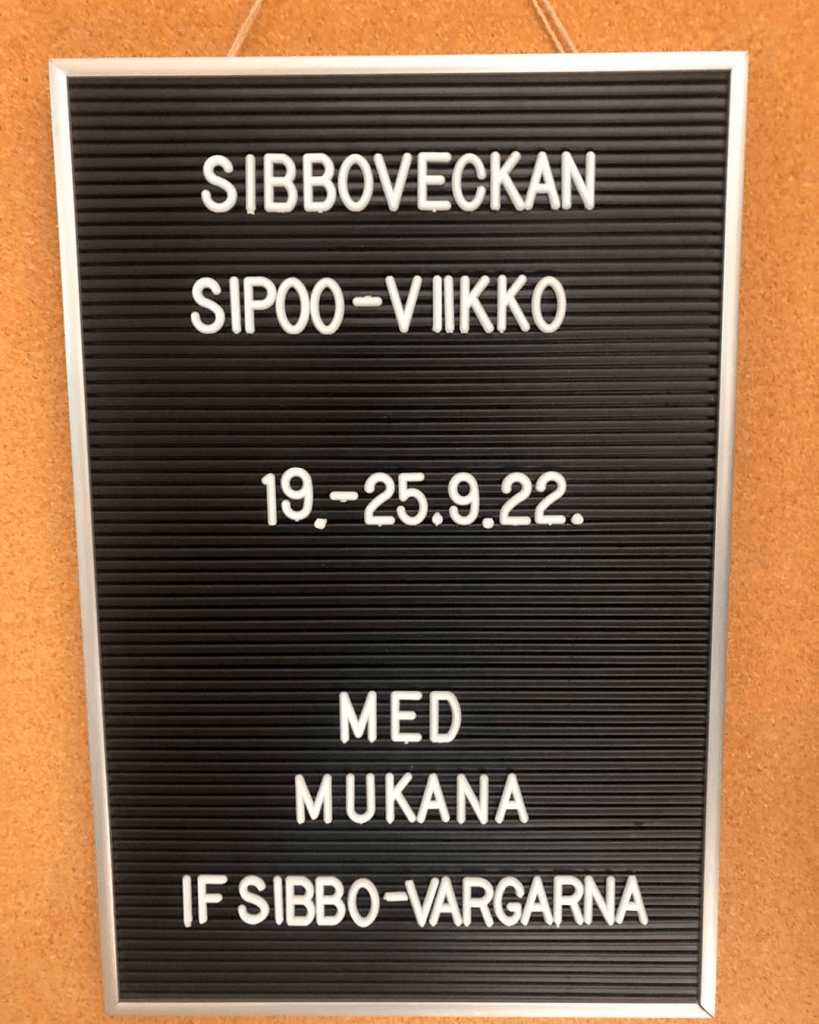 SIBBOVECKAN
SIPOO-VIIKKO
19.-25.9.22.
MED
MUKANA
IF SIBBO-VARGARNA